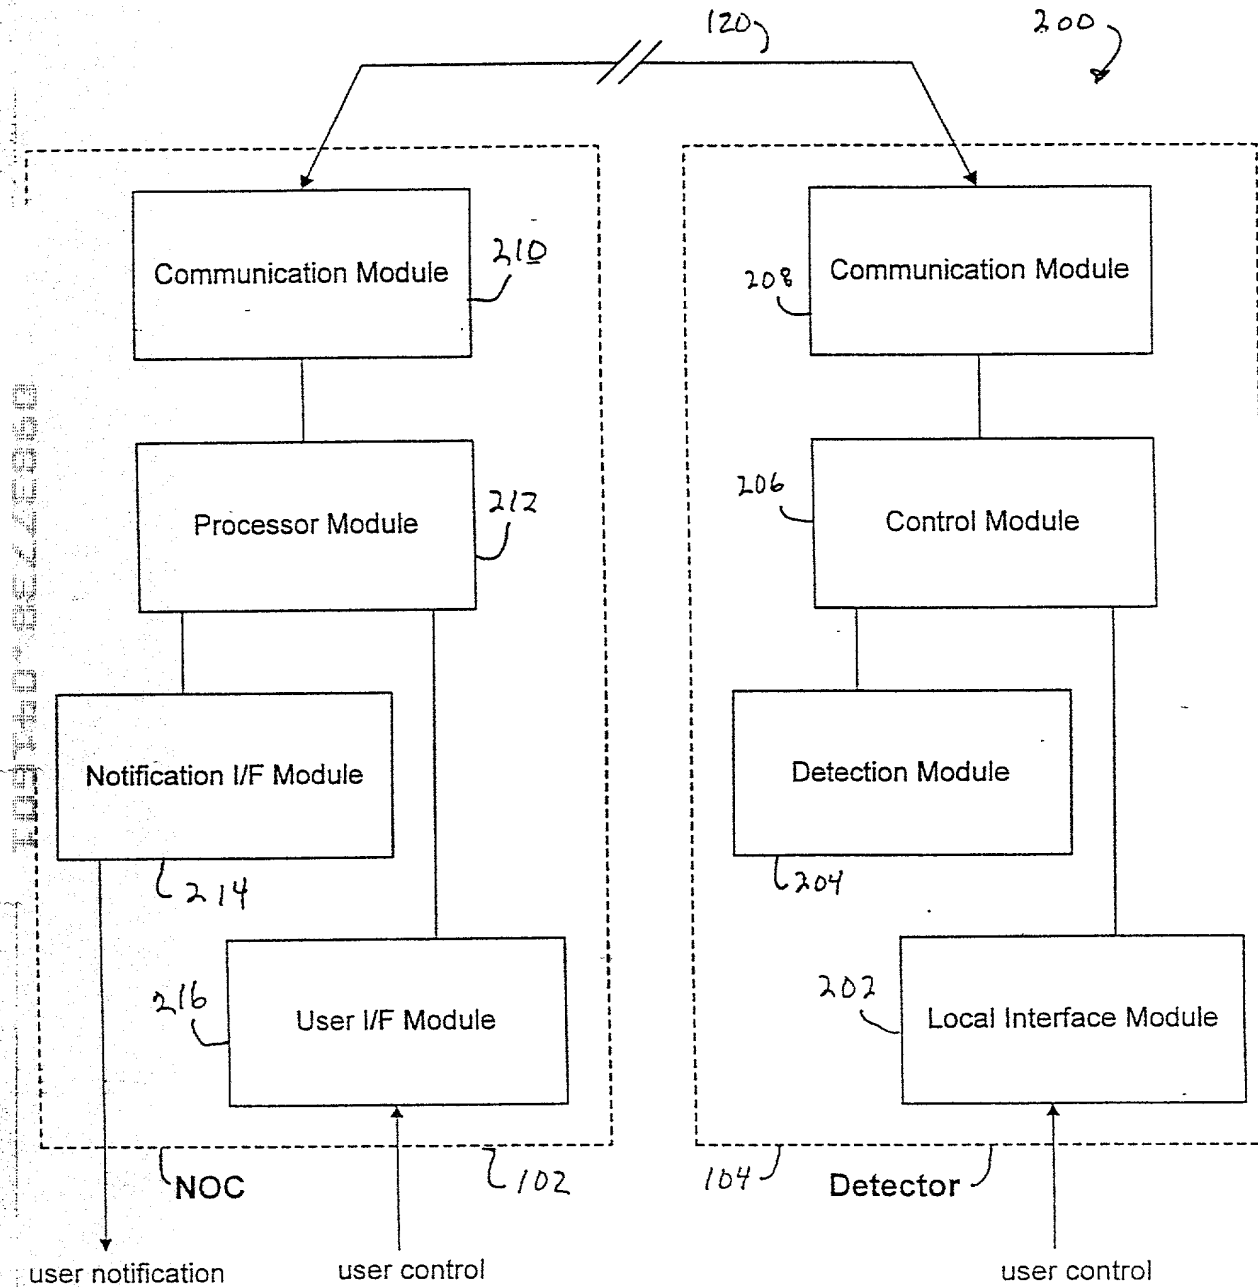 120
200
Communication Module
210
Communication Module
208
Processor Module
212
Control Module
206
Notification I/F Module
214
Detection Module
204
User I/F Module
216
Local Interface Module
202
NOC
102
104
Detector
user notification
user control
user control